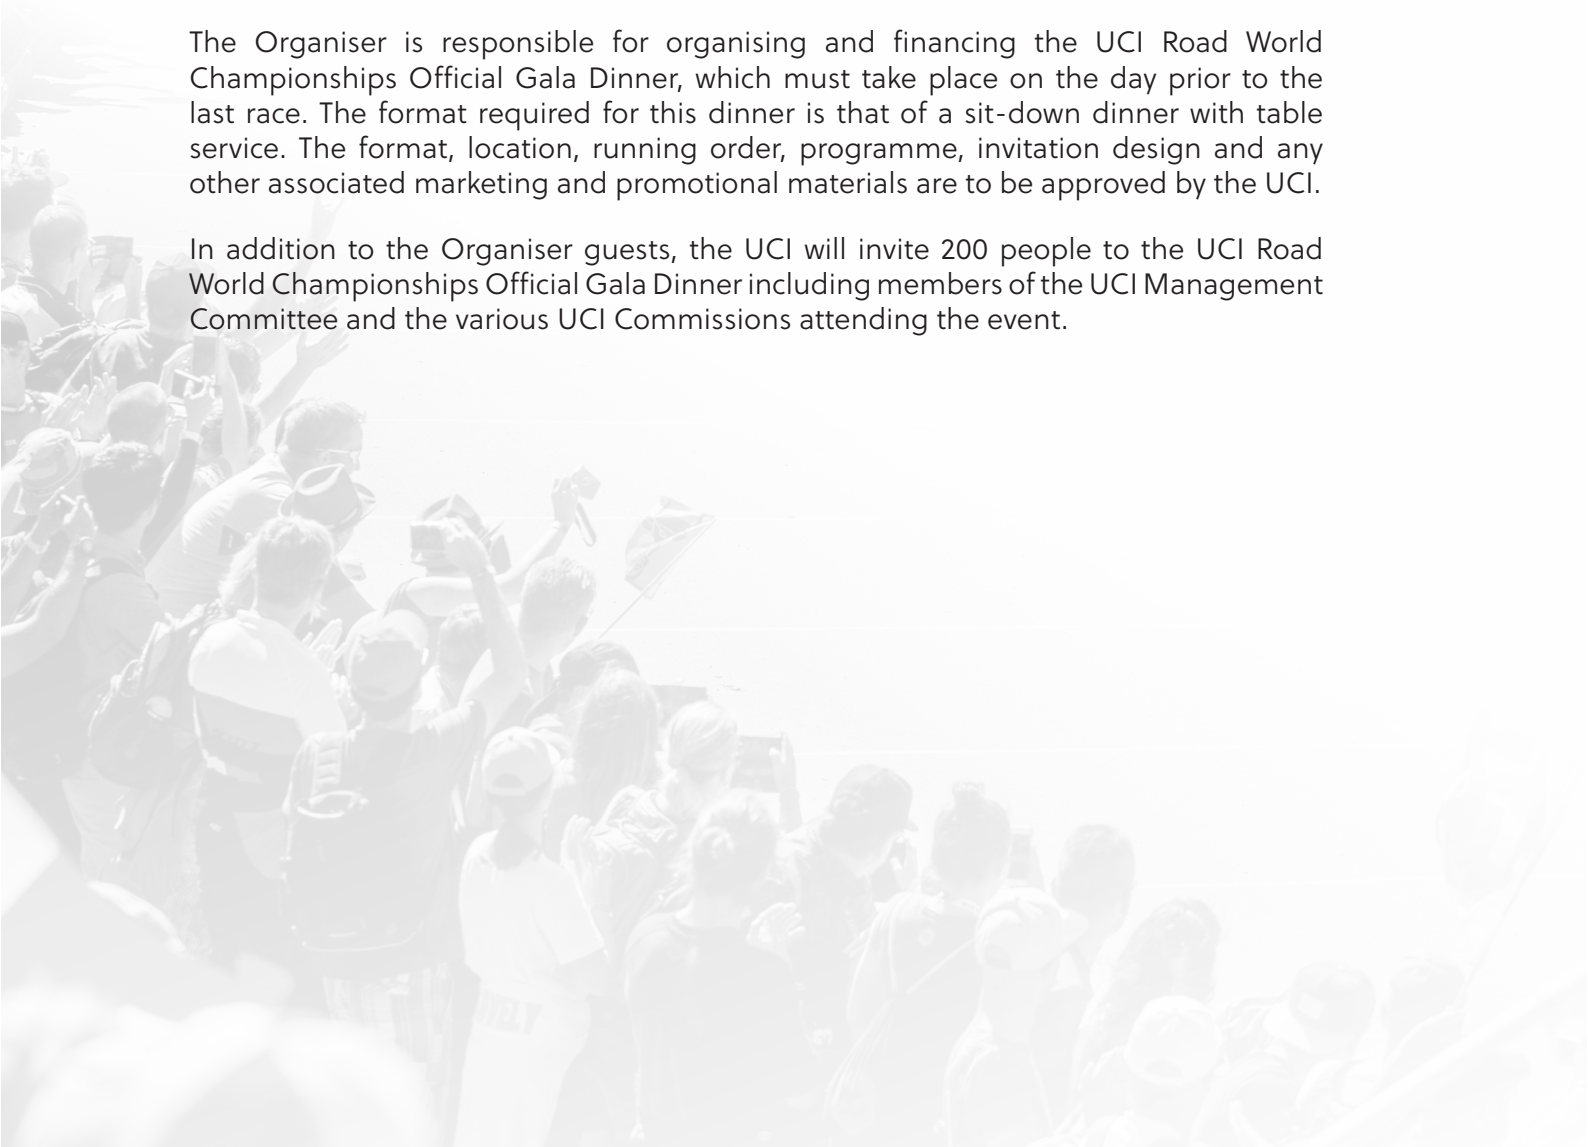 The Organiser is responsible for organising and financing the UCI Road World
Championships Official Gala Dinner, which must take place on the day prior to the
last race. The format required for this dinner is that of a sit-down dinner with table
service. The format, location, running order, programme, invitation design and any
other associated marketing and promotional materials are to be approved by the UCI.
In addition to the Organiser guests, the UCI will invite 200 people to the UCI Road
World Championships Official Gala Dinner including members of the UCI Management
Committee and the various UCI Commissions attending the event.